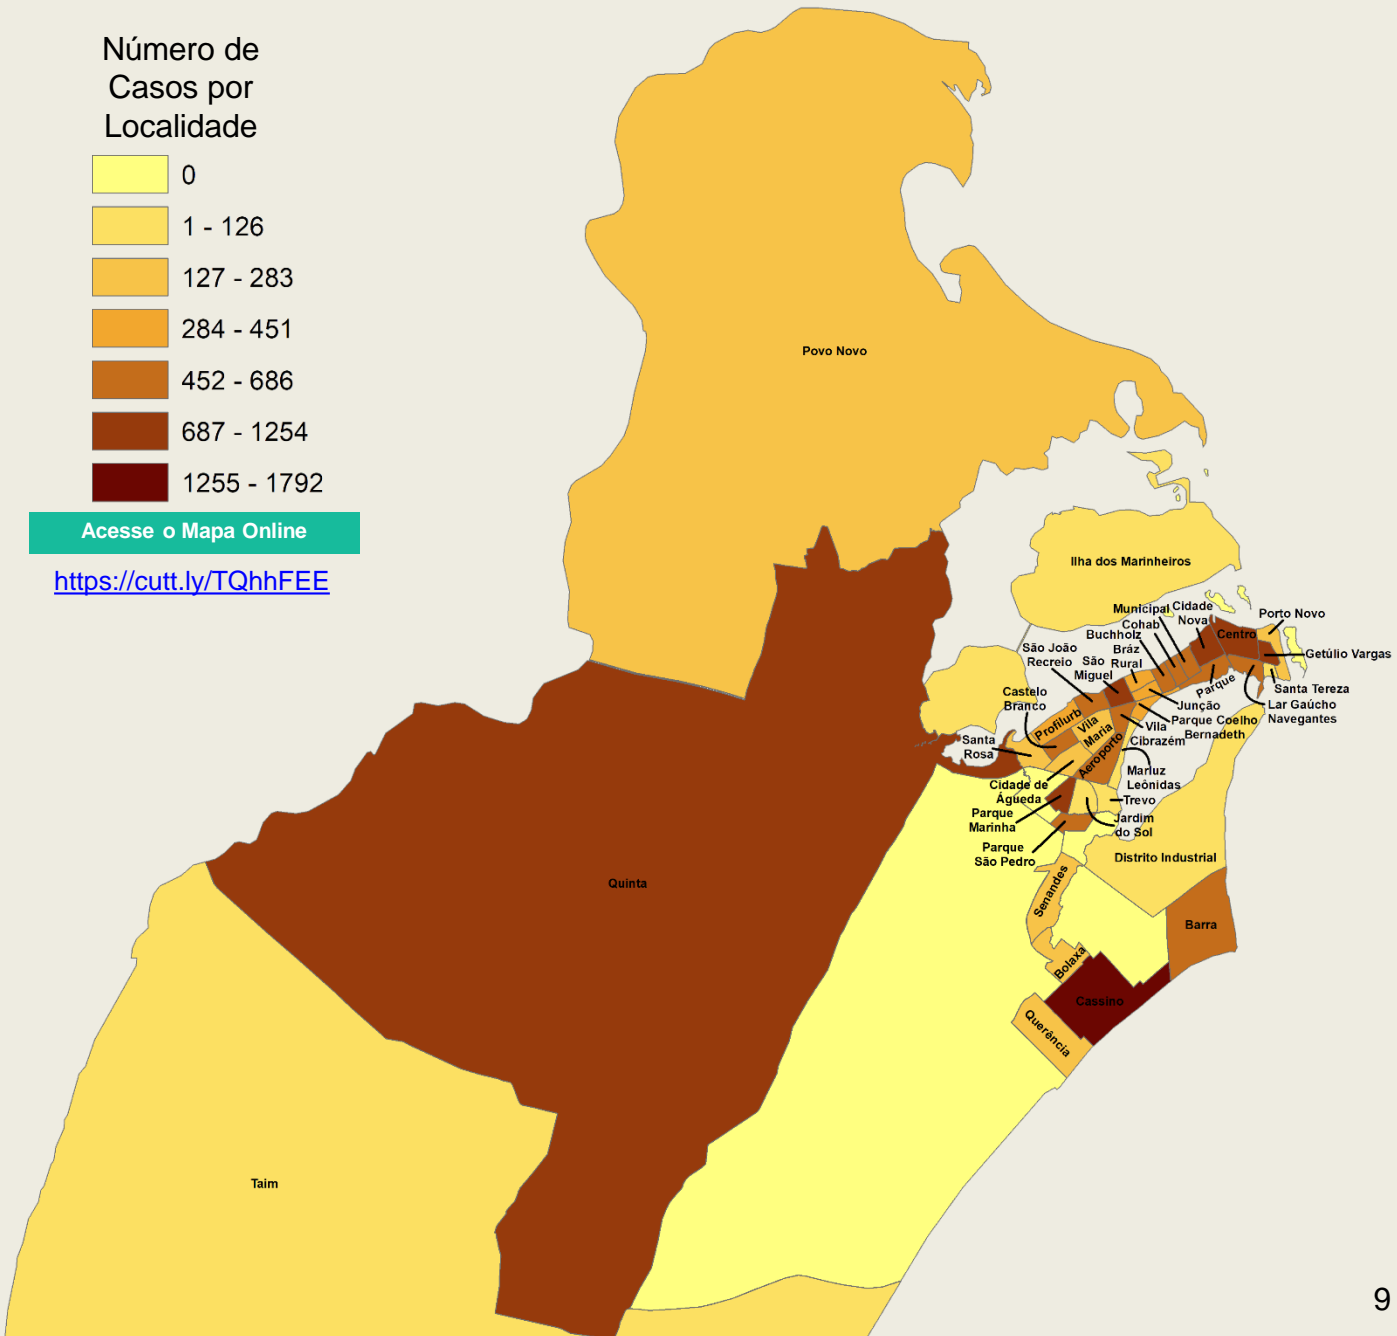 Número de
Casos por
Localidade
0
1 - 126
127 - 283
284 - 451
452 - 686
687 - 1254
1255 - 1792
Acesse o Mapa Online
https://cutt.ly/TQhhFEE
Povo Novo
Ilha dos Marinheiros
Municipal
Cidade
Nova
Porto Novo
Cohab
Buchholz
Centro
Bráz
Rural
São João
Recreio
São
Miguel
Getúlio Vargas
Castelo
Branco
Parque
Santa Tereza
Lar Gaúcho
Navegantes
Junção
Parque Coelho
Bernadeth
Profilurb
Vila
Maria
Vila
Cibrazém
Santa
Rosa
Aeroporto
Marluz
Leônidas
Cidade de
Águeda
Trevo
Parque
Marinha
Jardim
do Sol
Parque
São Pedro
Distrito Industrial
Quinta
Senandes
Barra
Bolaxa
Cassino
Querência
Taim
9